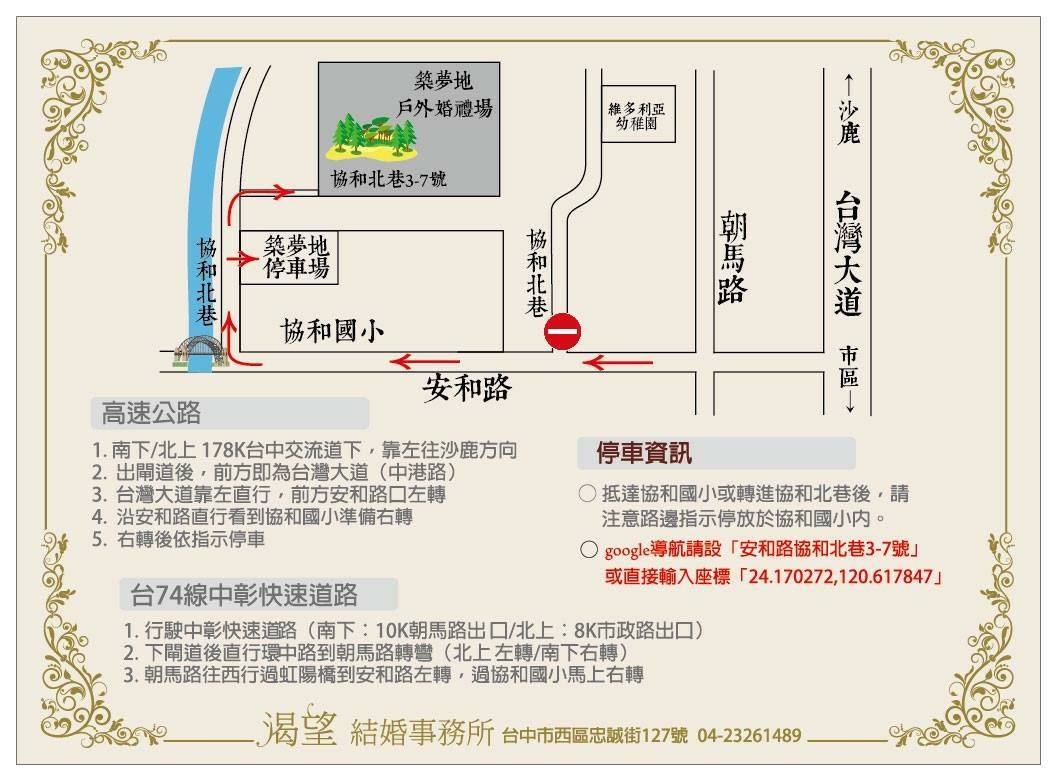 築夢地
戶外婚禮場
協和北巷3-7號
維多利亞
幼稚園
←沙鹿
台灣大道
市區→
朝馬路
協和北巷
協和北巷
築夢地
停車場
協和國小
安和路
高速公路
1. 南下/北上 178K台中交流道下，靠左往沙鹿方向
2. 出閘道後，前方即為台灣大道（中港路）
3. 台灣大道靠左直行，前方安和路口左轉
4. 沿安和路直行看到協和國小準備右轉
5. 右轉後依指示停車
停車資訊
○ 抵達協和國小或轉進協和北巷後，請
注意路邊指示停放於協和國小內。
○ google導航請設「安和路協和北巷3-7號」
或直接輸入座標「24.170272,120.617847」
台74線中彰快速道路
1. 行駛中彰快速道路（南下：10K朝馬路出口/北上：8K市政路出口）
2. 下閘道後直行環中路到朝馬路轉彎（北上左轉/南下右轉）
3. 朝馬路往西行過虹陽橋到安和路左轉，過協和國小馬上右轉
渴望 結婚事務所 台中市西區忠誠街127號 04-23261489